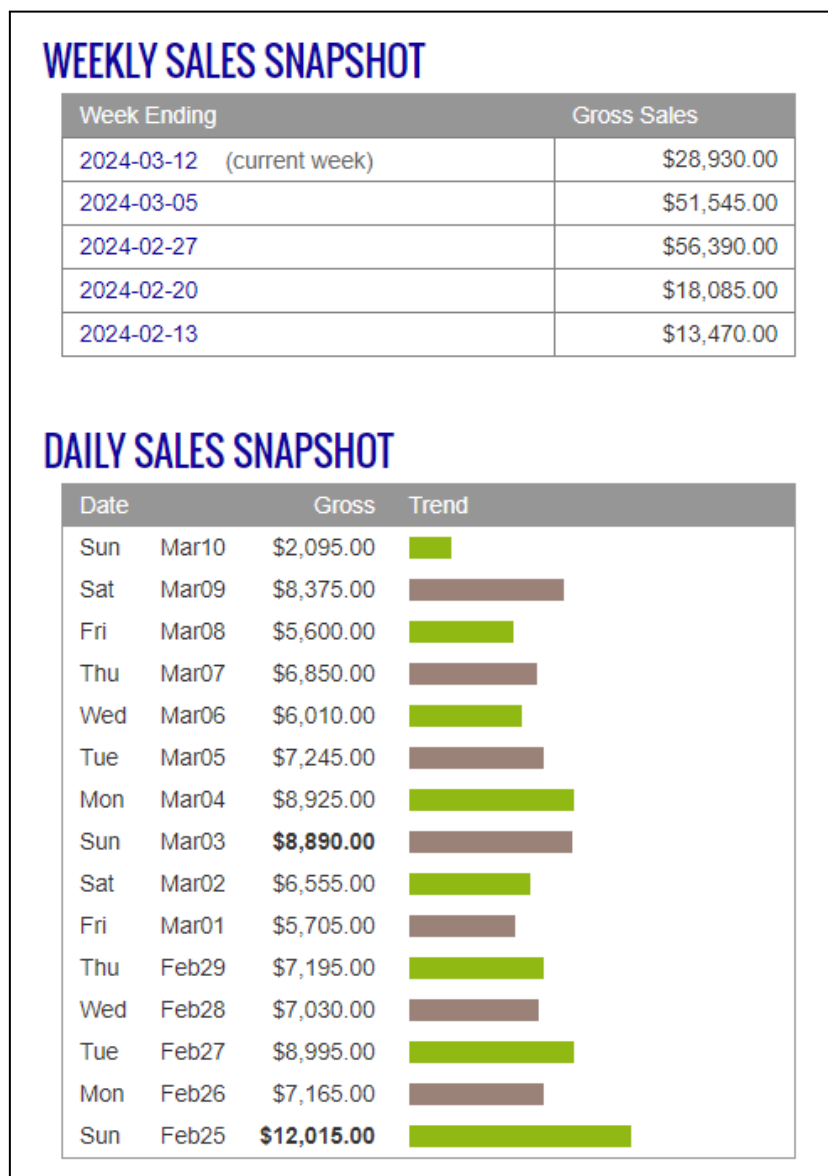 WEEKLY SALES SNAPSHOT
Week Ending Gross Sales
2024-03-12 (current week) $28,930.00
2024-03-05 $51,545.00
2024-02-27 $56,390.00
2024-02-20 $18,085.00
2024-02-13 $13,470.00
DAILY SALES SNAPSHOT
Date Gross Trend
Sun Mar10 $2,095.00
Sat Mar09 $8,375.00
Fri Mar08 $5,600.00
Thu Mar07 $6,850.00
Wed Mar06 $6,010.00
Tue Mar05 $7,245.00
Mon Mar04 $8,925.00
Sun Mar03 $8,890.00
Sat Mar02 $6,555.00
Fri Mar01 $5,705.00
Thu Feb29 $7,195.00
Wed Feb28 $7,030.00
Tue Feb27 $8,995.00
Mon Feb26 $7,165.00
Sun Feb25 $12,015.00